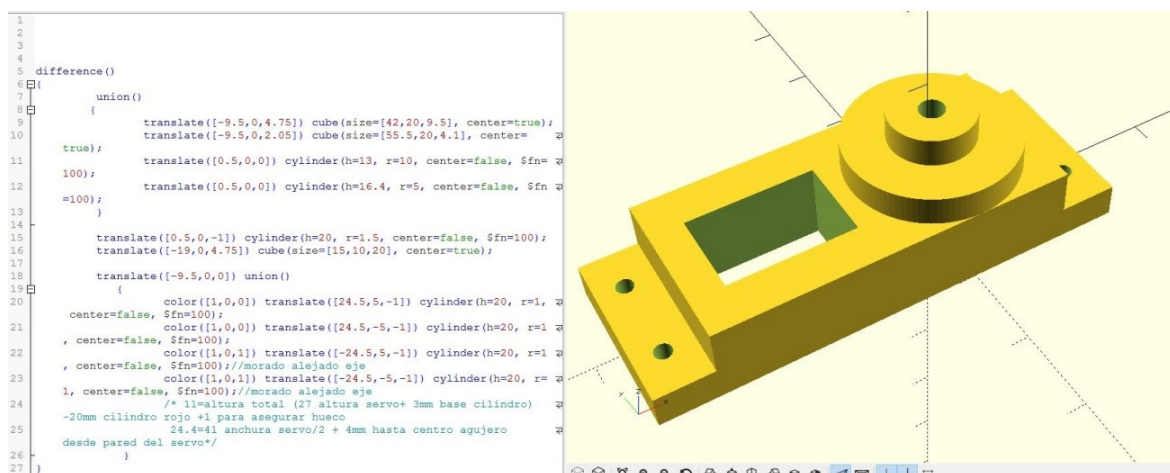 1
2
3
4
5 difference()
6 {
7 union()
8 {
9 translate([-9.5,0,4.75]) cube(size=[42,20,9.5], center=true);
10 translate([-9.5,0,2.05]) cube(size=[55.5,20,4.1], center=
true);
11 translate([0.5,0,0]) cylinder(h=13, r=10, center=false, $fn=
100);
12 translate([0.5,0,0]) cylinder(h=16.4, r=5, center=false, $fn
=100);
13 }
14
15 translate([0.5,0,-1]) cylinder(h=20, r=1.5, center=false, $fn=100);
16 translate([-19,0,4.75]) cube(size=[15,10,20], center=true);
17
18 translate([-9.5,0,0]) union()
19 {
20 color([1,0,0]) translate([24.5,5,-1]) cylinder(h=20, r=1,
center=false, $fn=100);
21 color([1,0,0]) translate([24.5,-5,-1]) cylinder(h=20, r=1
, center=false, $fn=100);
22 color([1,0,1]) translate([-24.5,5,-1]) cylinder(h=20, r=1
, center=false, $fn=100);//morado alejado eje
23 color([1,0,1]) translate([-24.5,-5,-1]) cylinder(h=20, r=
1, center=false, $fn=100);//morado alejado eje
24 /* 11=altura total (27 altura servo+ 3mm base cilindro)
-20mm cilindro rojo +1 para asegurar hueco
25 24.4=41 anchura servo/2 + 4mm hasta centro agujero
desde pared del servo*/
26 }
27 }
y z x